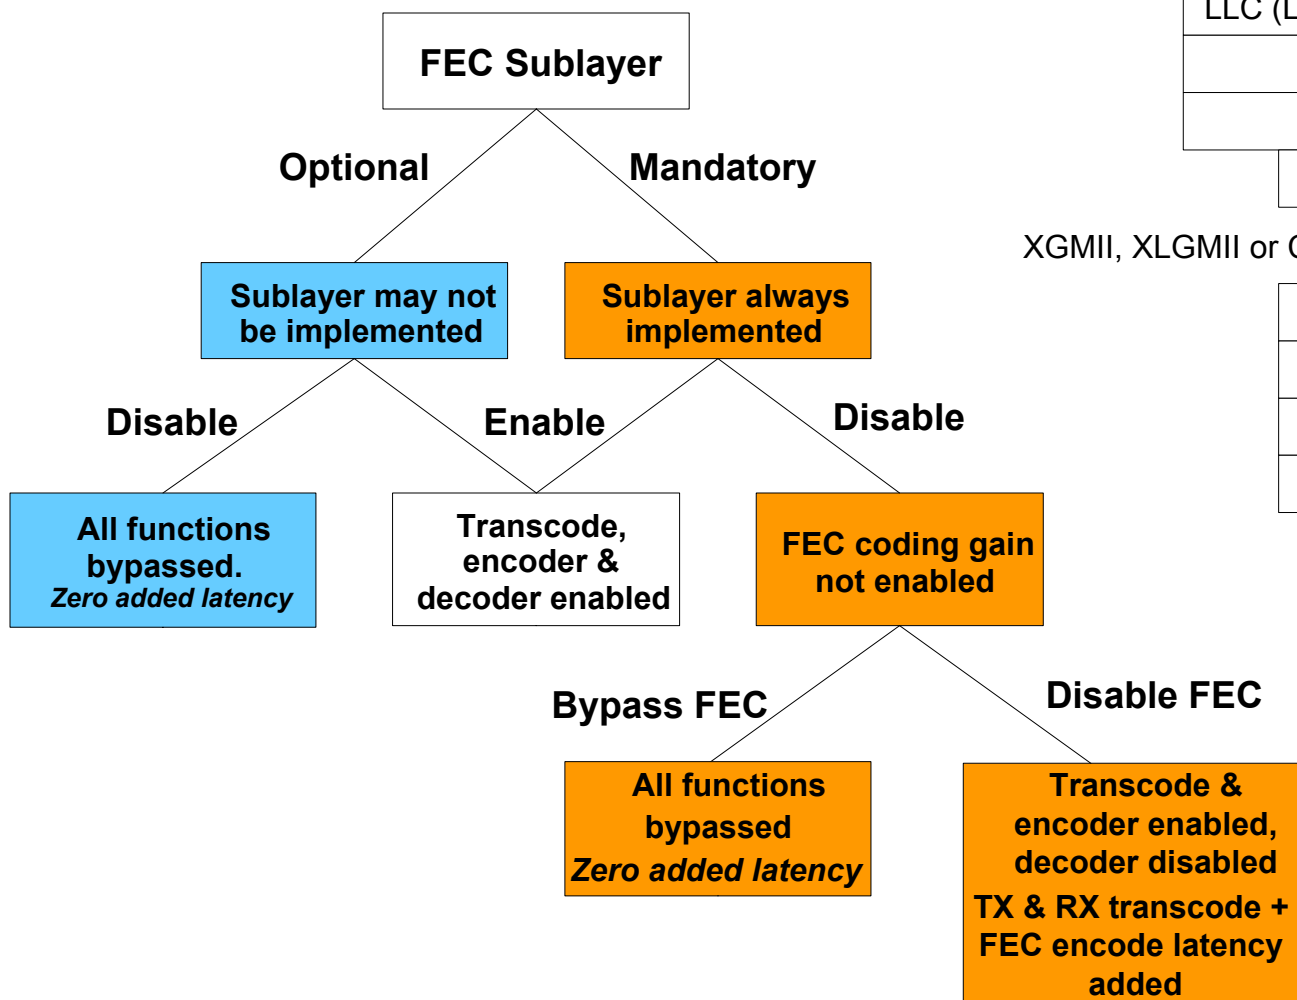 LLC (L
FEC Sublayer
Optional
Mandatory
XGMII, XLGMII or
Sublayer may not
be implemented
Sublayer always
implemented
Disable
Enable
Disable
All functions
bypassed.
Zero added latency
Transcode,
encoder &
decoder enabled
FEC coding gain
not enabled
Bypass FEC
Disable FEC
All functions
bypassed
Zero added latency
Transcode &
encoder enabled,
decoder disabled
TX & RX transcode +
FEC encode latency
added